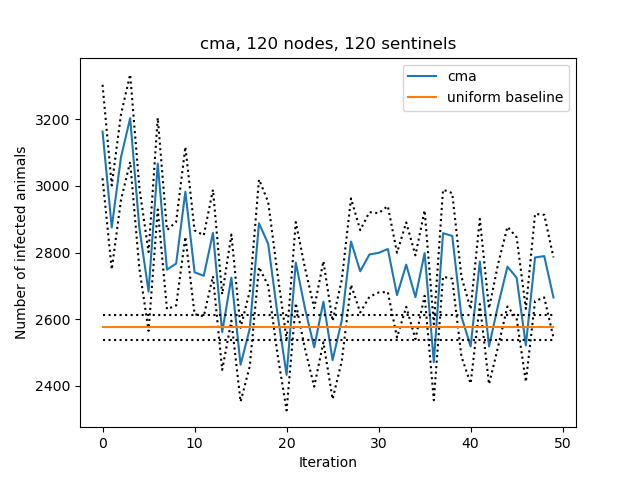 cma, 120 nodes, 120 sentinels
cma
uniform baseline
3200
3000
2800
2600
2400
Number of infected animals
0 10 20 30 40 50
Iteration